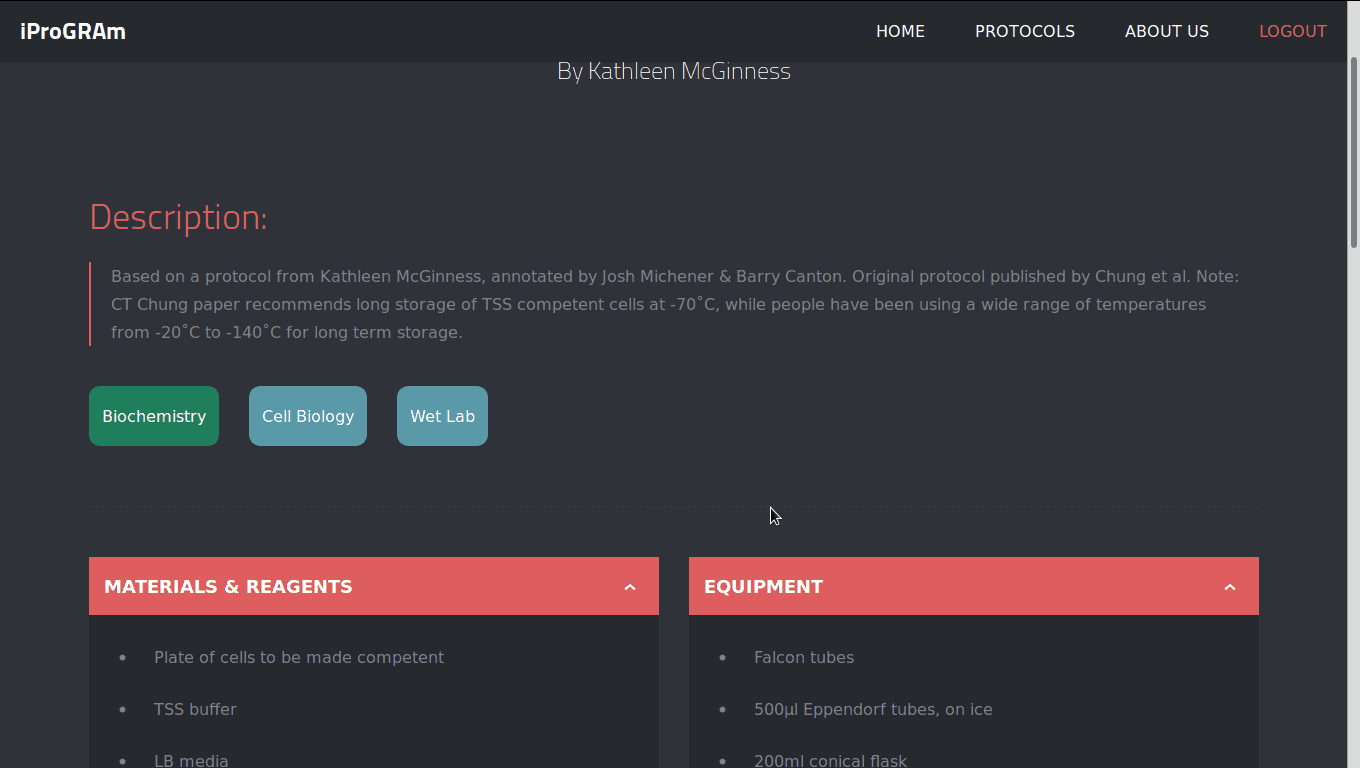 iProGRAm HOME PROTOCOLS ABOUT US LOGOUT
By Kathleen McGinness
Description:
Based on a protocol from Kathleen McGinness, annotated by Josh Michener & Barry Canton. Original protocol published by Chung et al. Note:
CT Chung paper recommends long storage of TSS competent cells at -70˚C, while people have been using a wide range of temperatures
from -20˚C to -140˚C for long term storage.
Biochemistry Cell Biology Wet Lab
MATERIALS & REAGENTS
• Plate of cells to be made competent
• TSS buffer
• LB media
EQUIPMENT
• Falcon tubes
• 500µl Eppendorf tubes, on ice
• 200ml conical flask